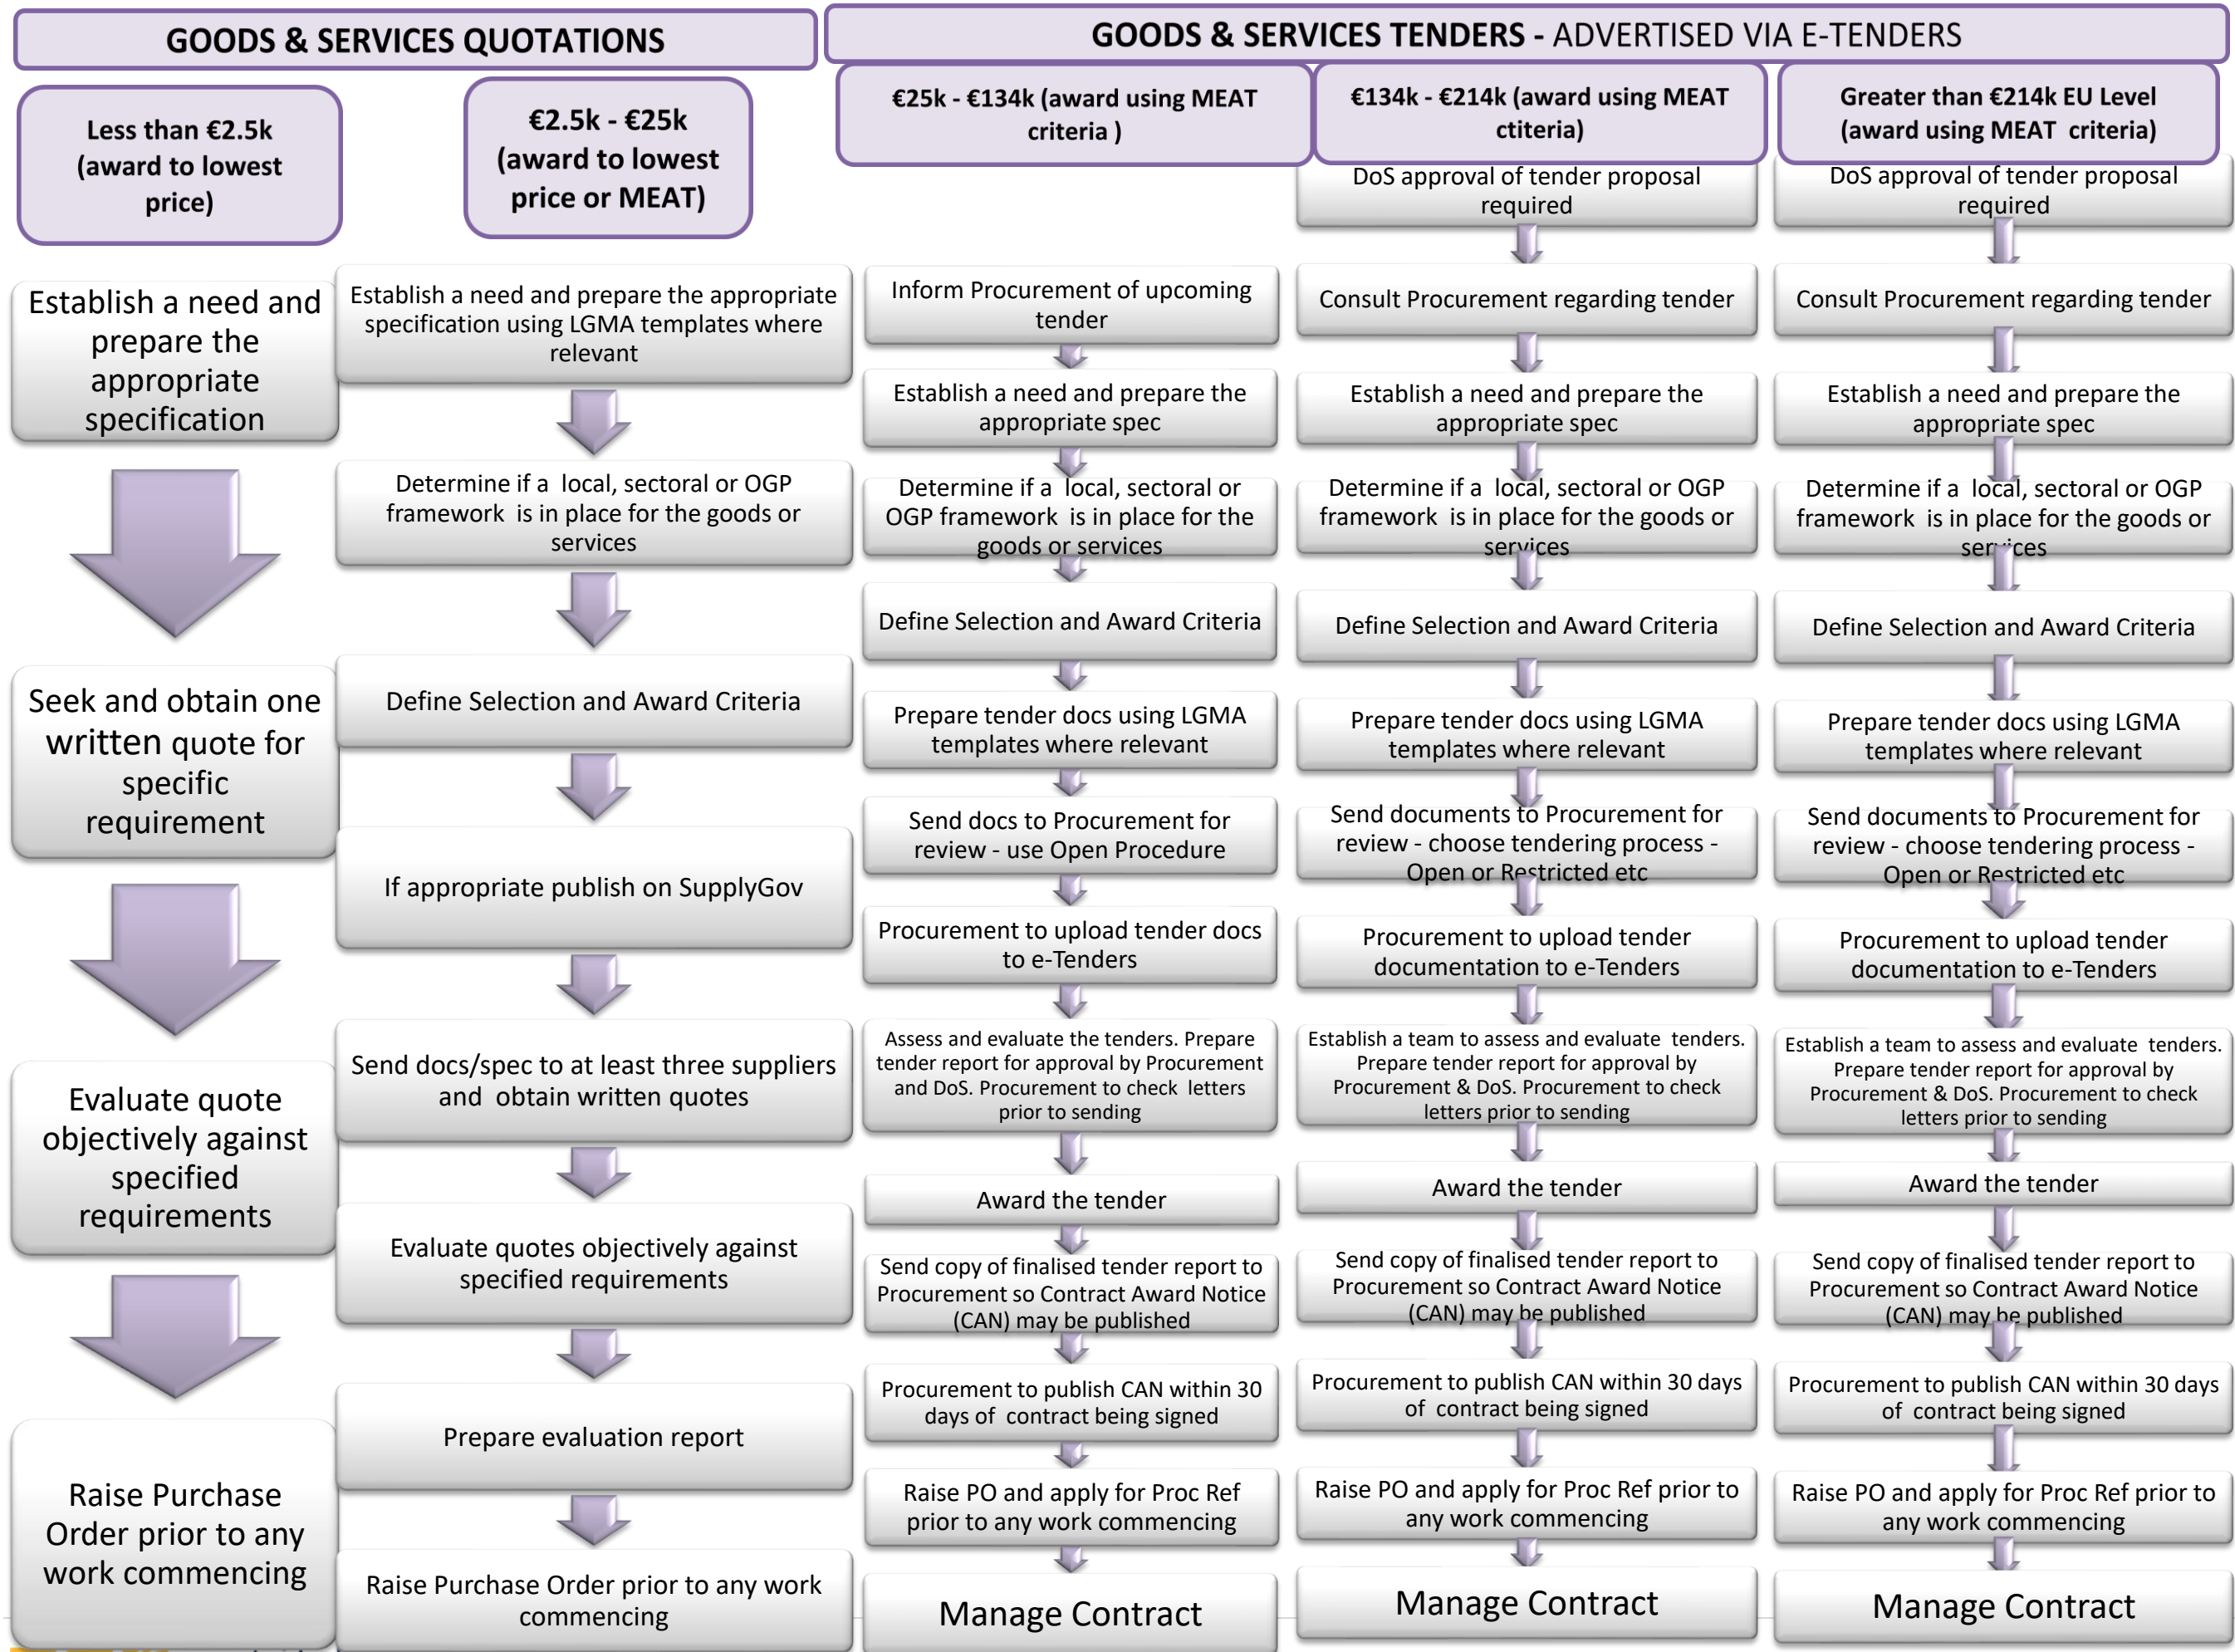 GOODS & SERVICES QUOTATIONS
Less than €2.5k
(award to lowest
price)
Establish a need and
prepare the
appropriate
specification
Seek and obtain one
written quote for
specific
requirement
Evaluate quote
objectively against
specified
requirements
Raise Purchase
Order prior to any
work commencing
€2.5k - €25k
(award to lowest
price or MEAT)
Establish a need and prepare the appropriate
specification using LGMA templates where
relevant
Determine if a  local, sectoral or OGP
framework  is in place for the goods or
services
Define Selection and Award Criteria
If appropriate publish on SupplyGov
Send docs/spec to at least three suppliers
and  obtain written quotes
Evaluate quotes objectively against
specified requirements
Prepare evaluation report
Raise Purchase Order prior to any work
commencing
GOODS & SERVICES TENDERS - ADVERTISED VIA E-TENDERS
€25k - €134k (award using MEAT
criteria )
Inform Procurement of upcoming
tender
Establish a need and prepare the
appropriate spec
Determine if a  local, sectoral or
OGP framework  is in place for the
goods or services
Define Selection and Award Criteria
Prepare tender docs using LGMA
templates where relevant
Send docs to Procurement for
review - use Open Procedure
Procurement to upload tender docs
to e-Tenders
Assess and evaluate the tenders. Prepare
tender report for approval by Procurement
and DoS. Procurement to check  letters
prior to sending
Award the tender
Send copy of finalised tender report to
Procurement so Contract Award Notice
(CAN) may be published
Procurement to publish CAN within 30
days of  contract being signed
Raise PO and apply for Proc Ref
prior to any work commencing
Manage Contract
€134k - €214k (award using MEAT
ctiteria)
DoS approval of tender proposal
required
Consult Procurement regarding tender
Establish a need and prepare the
appropriate spec
Determine if a  local, sectoral or OGP
framework  is in place for the goods or
services
Define Selection and Award Criteria
Prepare tender docs using LGMA
templates where relevant
Send documents to Procurement for
review - choose tendering process -
Open or Restricted etc
Procurement to upload tender
documentation to e-Tenders
Establish a team to assess and evaluate  tenders.
Prepare tender report for approval by
Procurement & DoS. Procurement to check
letters prior to sending
Award the tender
Send copy of finalised tender report to
Procurement so Contract Award Notice
(CAN) may be published
Procurement to publish CAN within 30 days
of  contract being signed
Raise PO and apply for Proc Ref prior to
any work commencing
Manage Contract
Greater than €214k EU Level
(award using MEAT  criteria)
DoS approval of tender proposal
required
Consult Procurement regarding tender
Establish a need and prepare the
appropriate spec
Determine if a  local, sectoral or OGP
framework  is in place for the goods or
services
Define Selection and Award Criteria
Prepare tender docs using LGMA
templates where relevant
Send documents to Procurement for
review - choose tendering process -
Open or Restricted etc
Procurement to upload tender
documentation to e-Tenders
Establish a team to assess and evaluate  tenders.
Prepare tender report for approval by
Procurement & DoS. Procurement to check
letters prior to sending
Award the tender
Send copy of finalised tender report to
Procurement so Contract Award Notice
(CAN) may be published
Procurement to publish CAN within 30 days
of  contract being signed
Raise PO and apply for Proc Ref prior to
any work commencing
Manage Contract